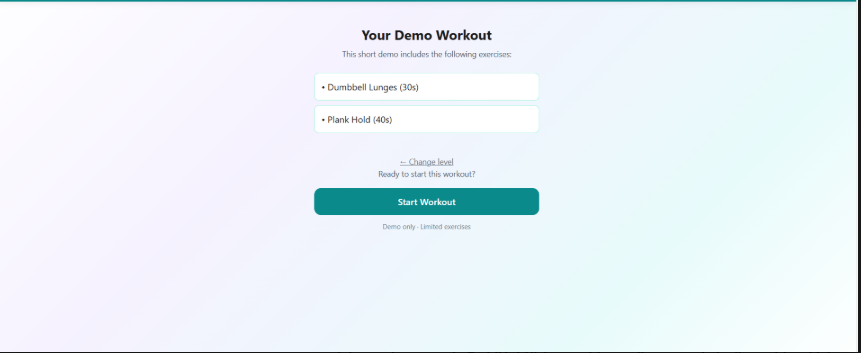 Your Demo Workout
This short demo includes the following exercises:
• Dumbbell Lunges (30s)
• Plank Hold (40s)
← Change level
Ready to start this workout?
Start Workout
Demo only · Limited exercises